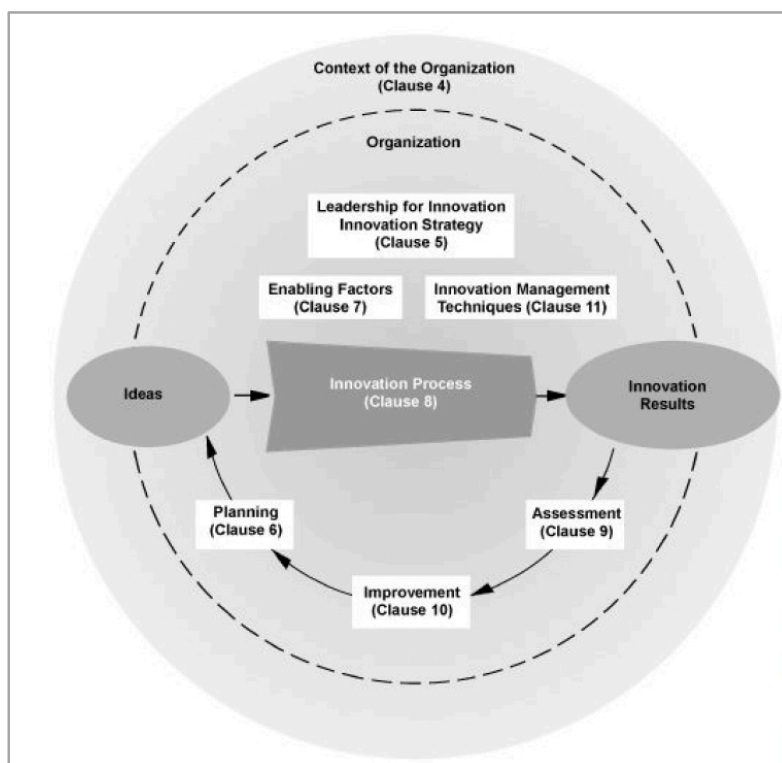 Context of the Organization
(Clause 4)
Organization
Leadership for Innovation
Innovation Strategy
(Clause 5)
Enabling Factors
(Clause 7)
Innovation Management
Techniques (Clause 11)
Ideas
Innovation Process
(Clause 8)
Innovation
Results
Planning
(Clause 6)
Assessment
(Clause 9)
Improvement
(Clause 10)